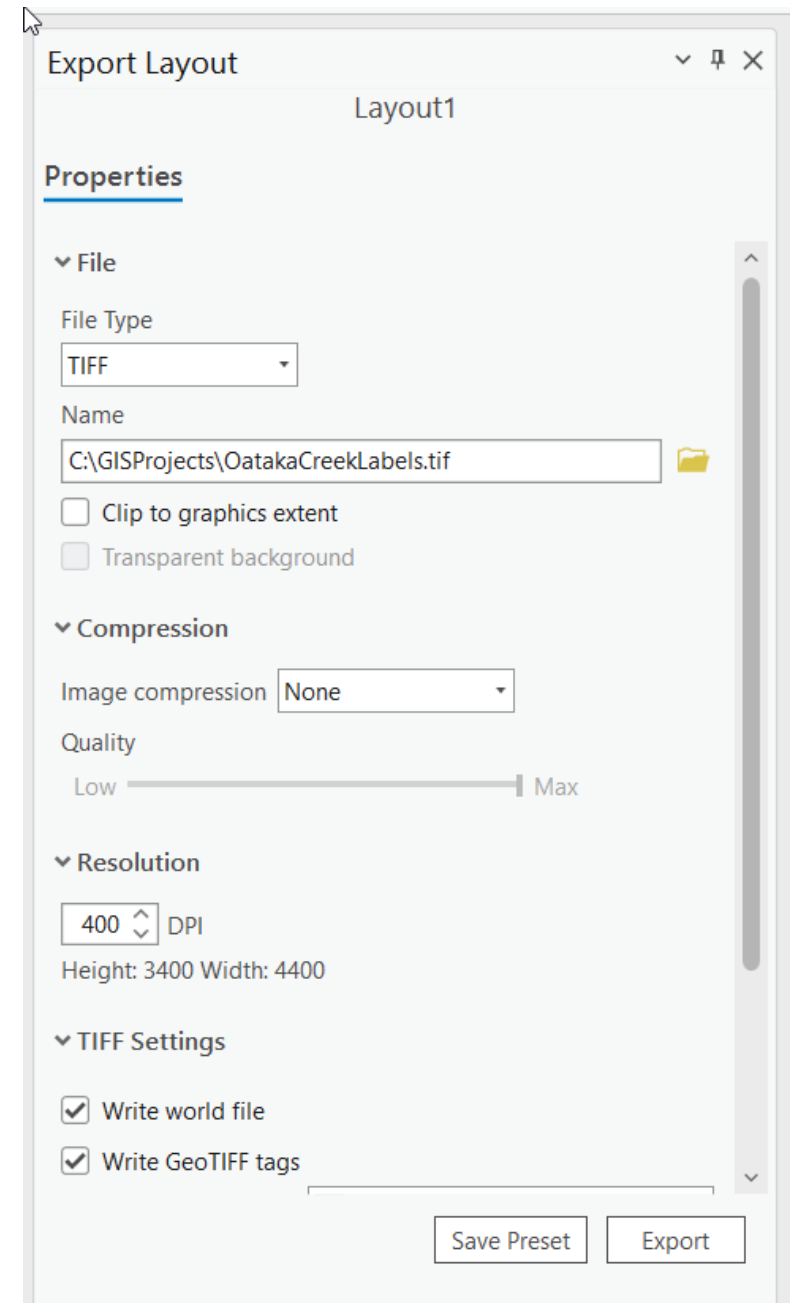 Export Layout
Layout1
Properties
File
File Type
TIFF
Name
C:\GISProjects\OatakaCreekLabels.tif
Clip to graphics extent
Transparent background
Compression
Image compression None
Quality
Low Max
Resolution
400 DPI
Height: 3400 Width: 4400
TIFF Settings
Write world file
Write GeoTIFF tags
Save Preset Export